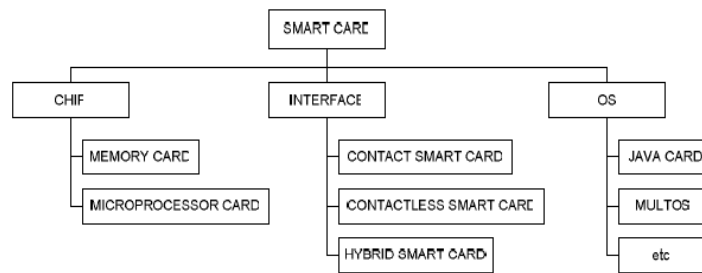 SMART CARD
CHIP
INTERFACE
OS
MEMORY CARD
CONTACT SMART CARD
JAVA CARD
MICROPROCESSOR CARD
CONTACTLESS SMART CARD
MULTOS
HYBRID SMART CARD
etc